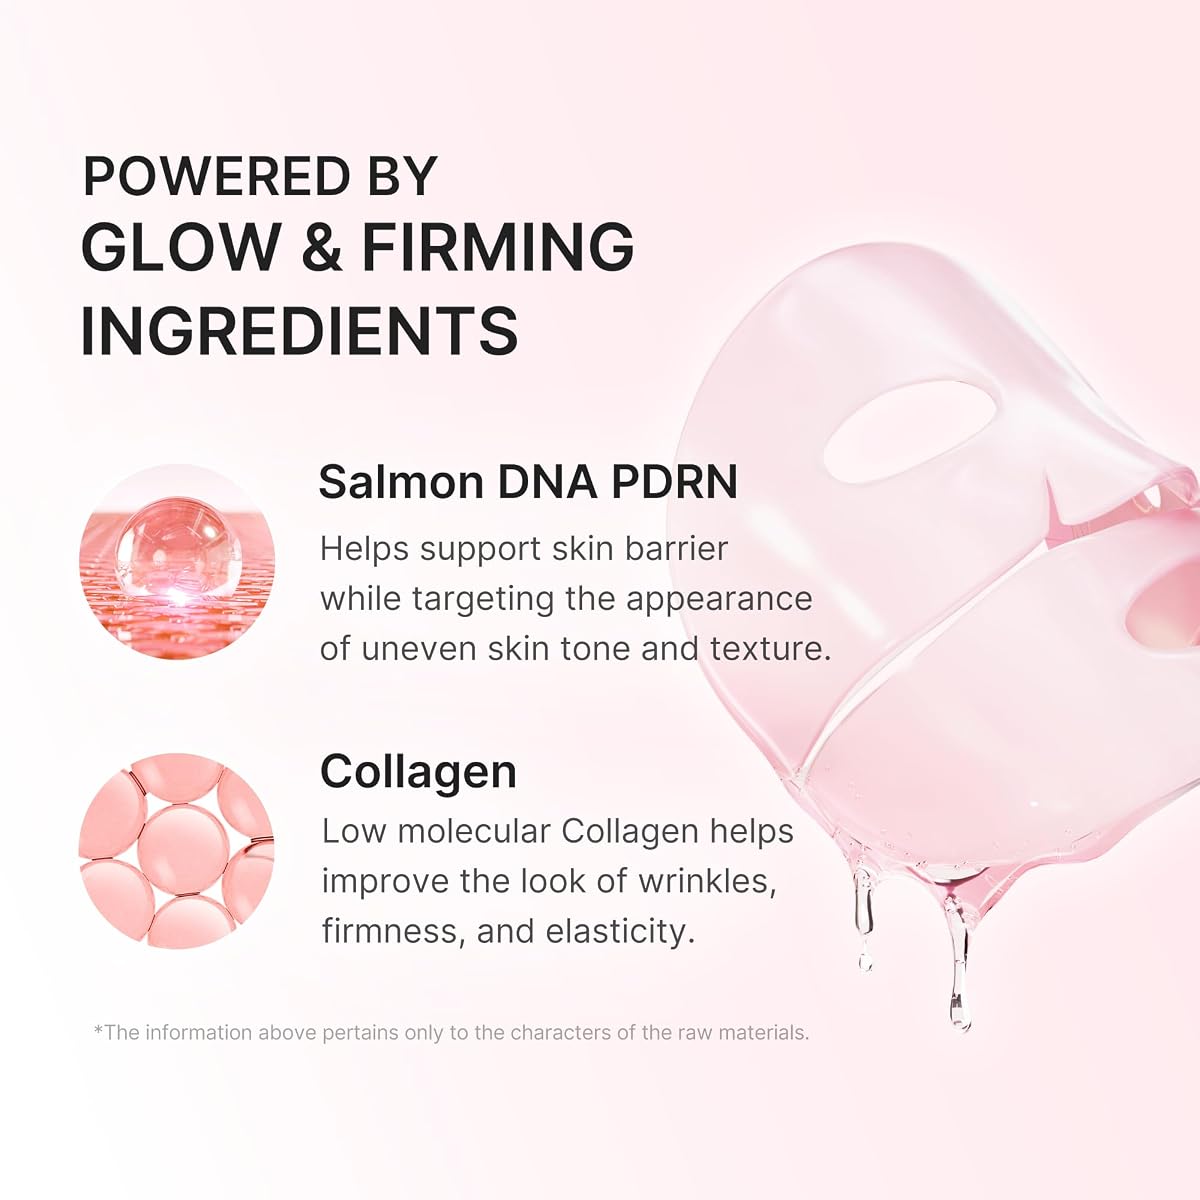 POWERED BY
GLOW & FIRMING
INGREDIENTS
Salmon DNA PDRN
Helps support skin barrier
while targeting the appearance
of uneven skin tone and texture.
Collagen
Low molecular Collagen helps
improve the look of wrinkles,
firmness, and elasticity.
*The information above pertains only to the characters of the raw materials.